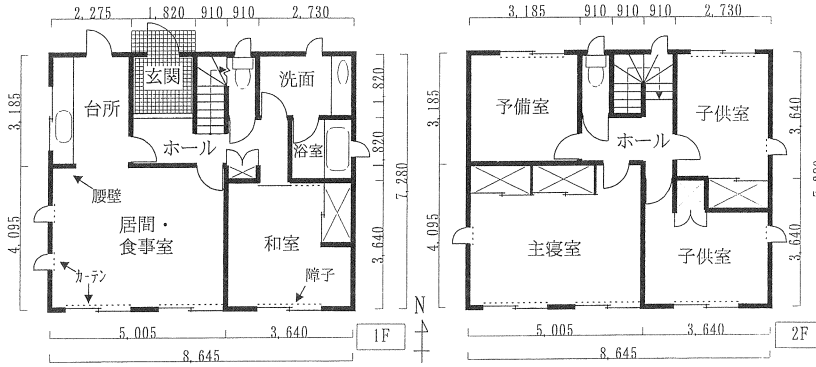 2,275 1,820 910 910 2,730
3,185
4,095
台所
玄関
洗面
ホール
浴室
腰壁
居間・
食事室
和室
カーテン
障子
1,820
1,820
3,640
7,280
5,005 3,640
8,645
1F
N
3,185 910 910 910 2,730
3,185
4,095
予備室
子供室
ホール
主寝室
子供室
3,640
3,640
5,005 3,640
8,645
2F